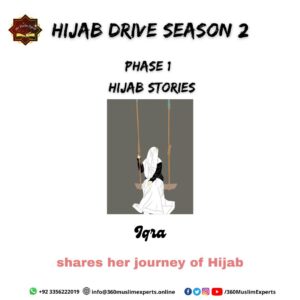 HIJAB DRIVE SEASON 2
PHASE 1
HIJAB STORIES
Iqra
shares her journey of Hijab
+92 3356222019 info@360muslimexperts.online /@360MuslimExperts